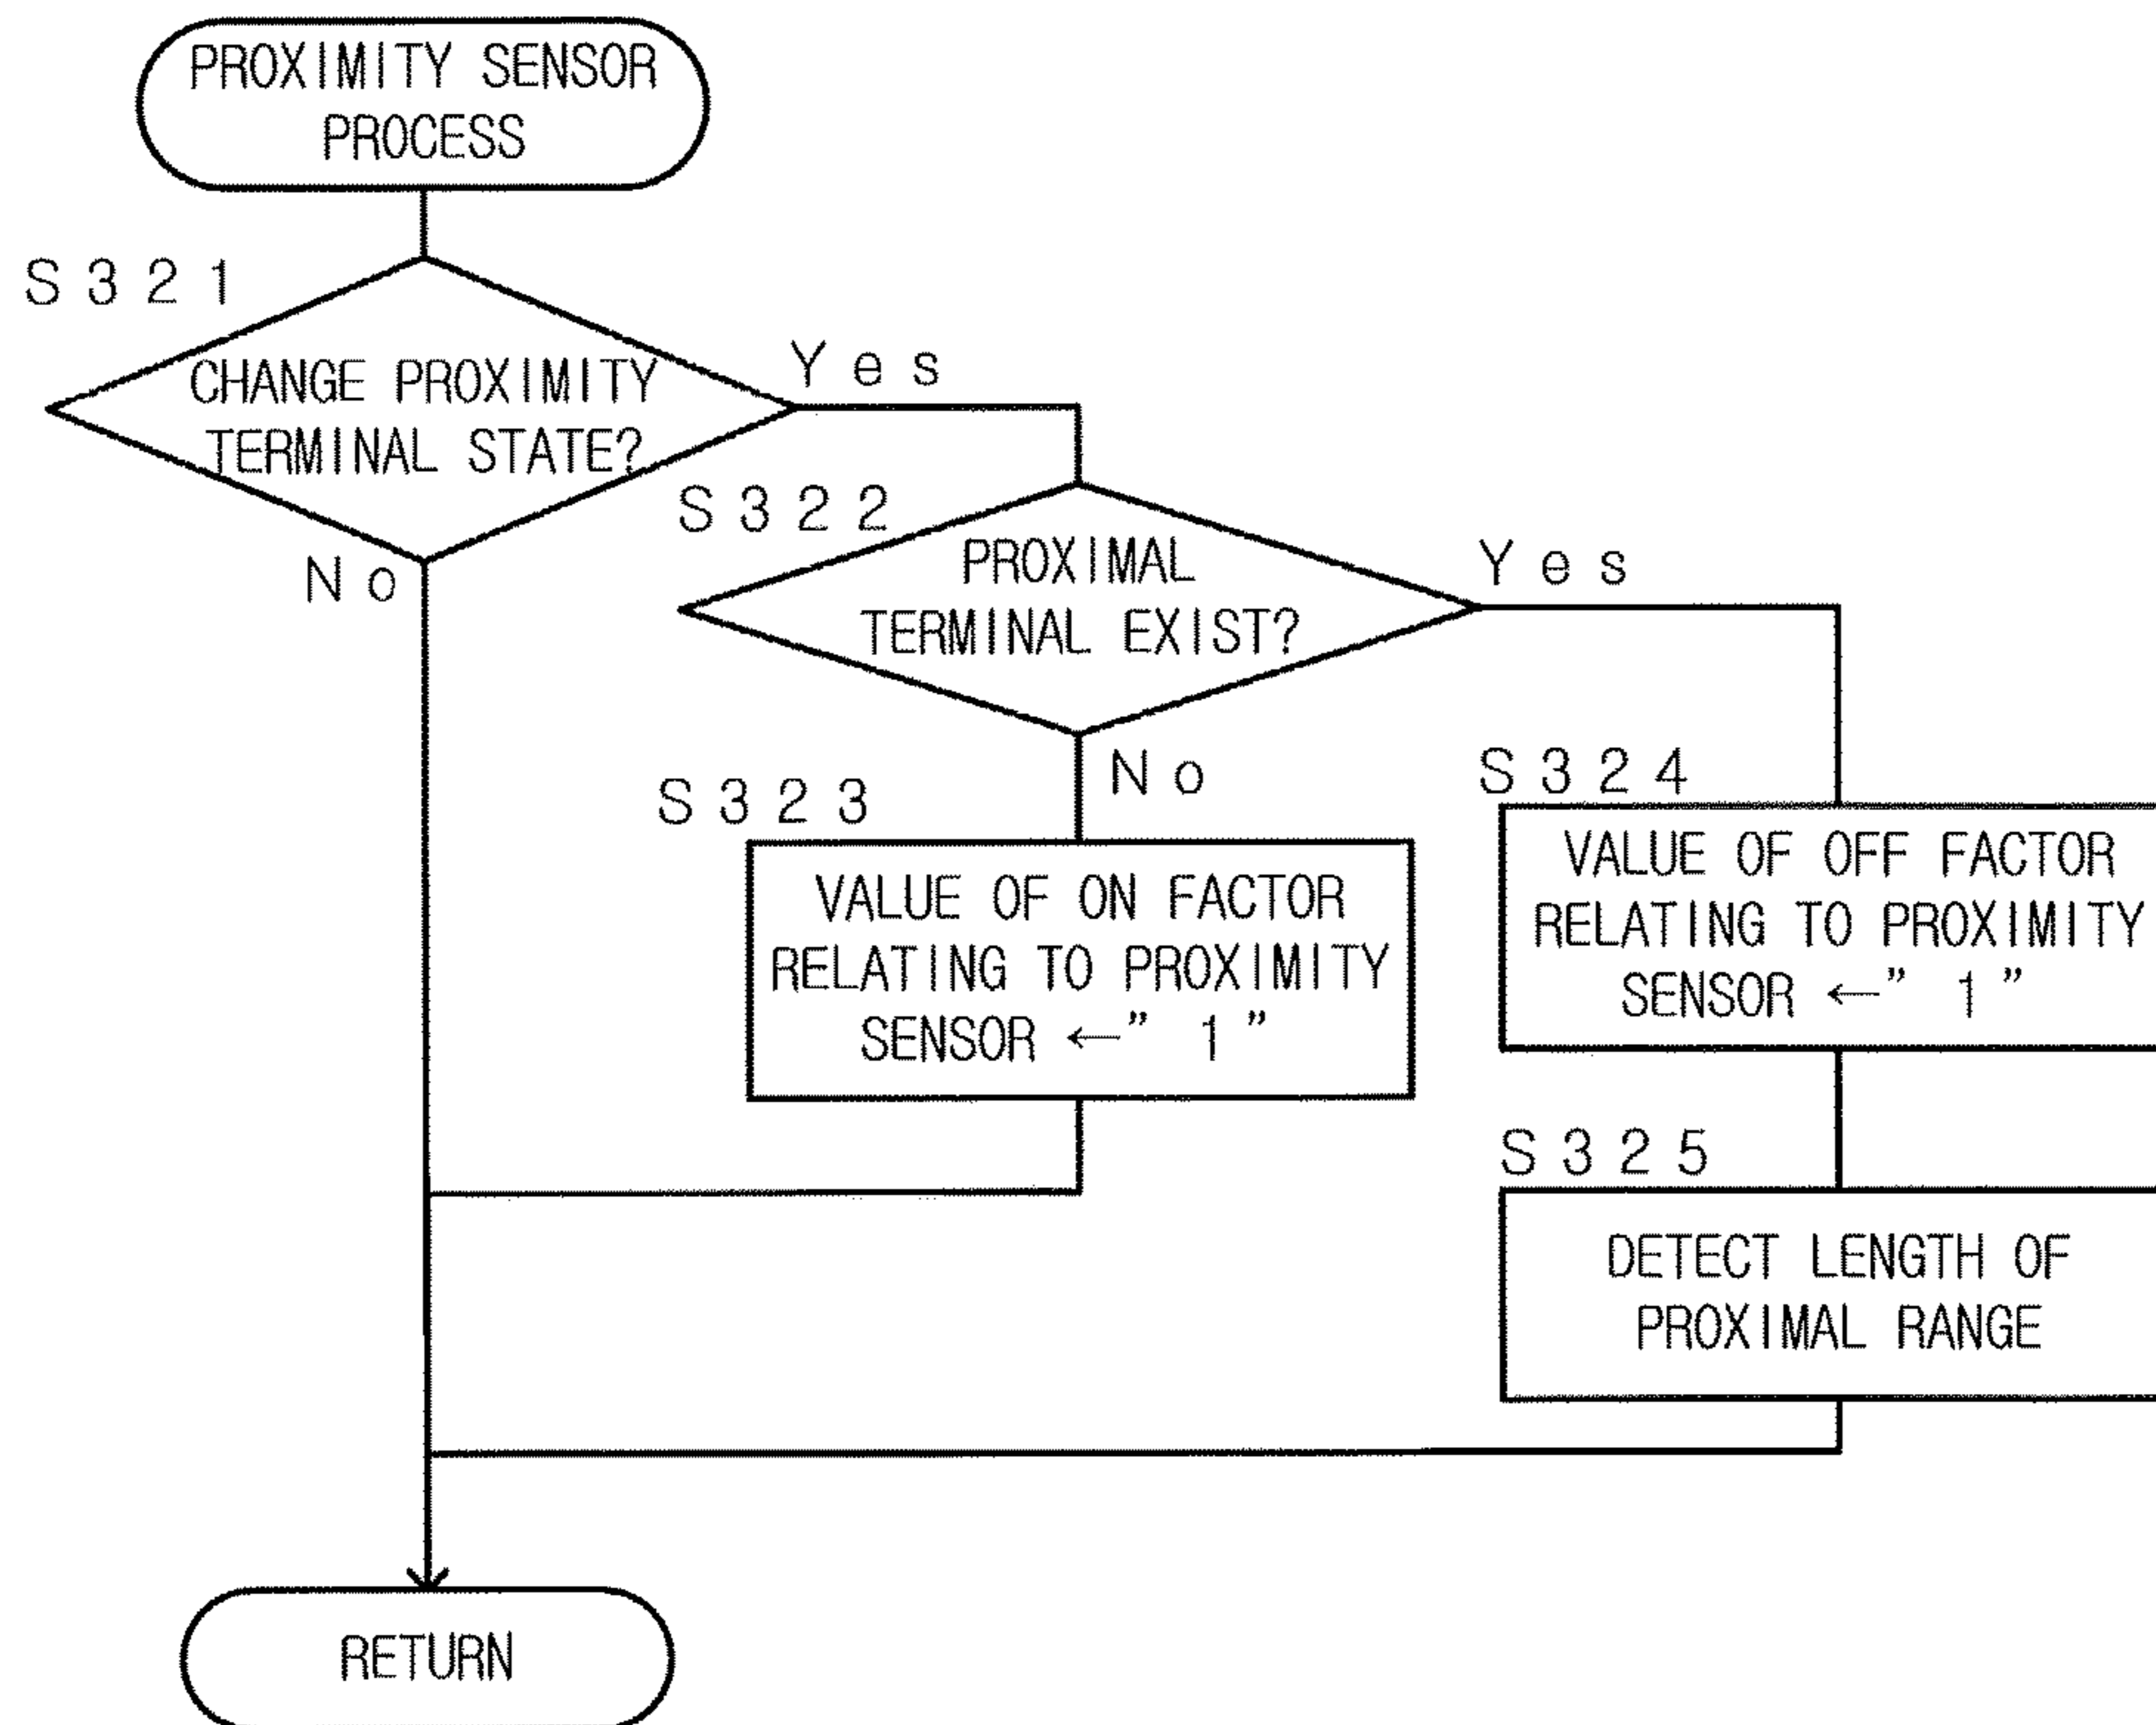 PROXIMITY SENSOR
PROCESS
S321
CHANGE PROXIMITY
TERMINAL STATE?
Yes
No
S322
PROXIMAL
TERMINAL EXIST?
Yes
No
S323
VALUE OF ON FACTOR
RELATING TO PROXIMITY
SENSOR ←" 1 "
S324
VALUE OF OFF FACTOR
RELATING TO PROXIMITY
SENSOR ←" 1 "
S325
DETECT LENGTH OF
PROXIMAL RANGE
RETURN